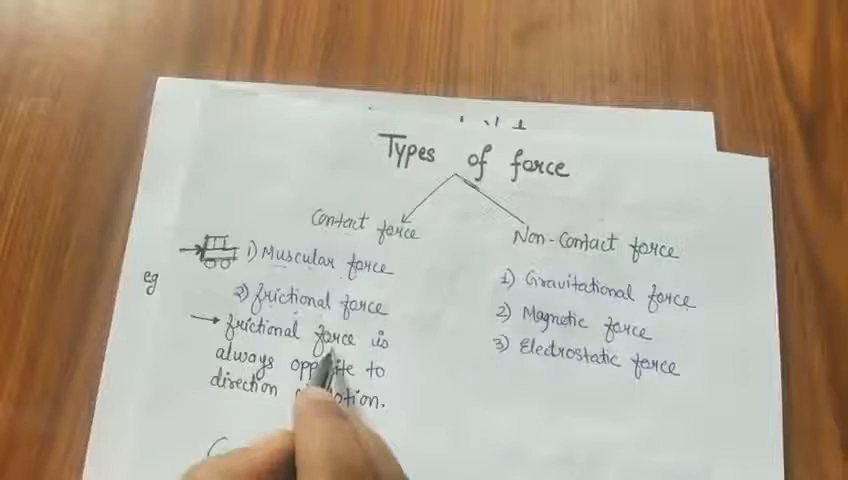 Types of force
Contact force
Non-Contact force
eg
1) Muscular force
2) frictional force
→ frictional force is
always to
direction
1) Gravitational force
2) Magnetic force
3) Electrostatic force